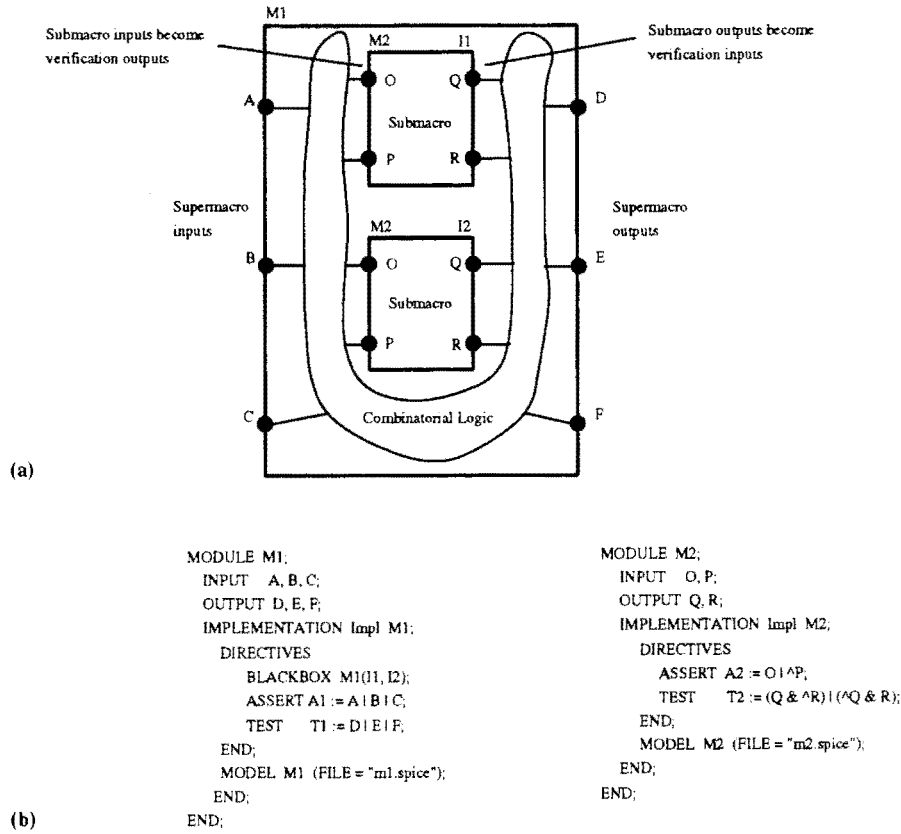 M1
Submacro inputs become
verification outputs
M2
I1
Submacro outputs become
verification inputs
O
Q
A
D
Submacro
P
R
Supermacro
inputs
Supermacro
outputs
M2
I2
B
O
Q
E
Submacro
P
R
C
Combinatorial Logic
F
(a)
MODULE M1;
INPUT A, B, C;
OUTPUT D, E, F;
IMPLEMENTATION Impl M1;
DIRECTIVES
BLACKBOX M1(I1, I2);
ASSERT A1 := A | B | C;
TEST T1 := D | E | F;
END;
MODEL M1 (FILE = "m1.spice");
END;
END;
MODULE M2;
INPUT O, P;
OUTPUT Q, R;
IMPLEMENTATION Impl M2;
DIRECTIVES
ASSERT A2 := O | ^P;
TEST T2 := (Q & ^R) | (^Q & R);
END;
MODEL M2 (FILE = "m2.spice");
END;
END;
(b)